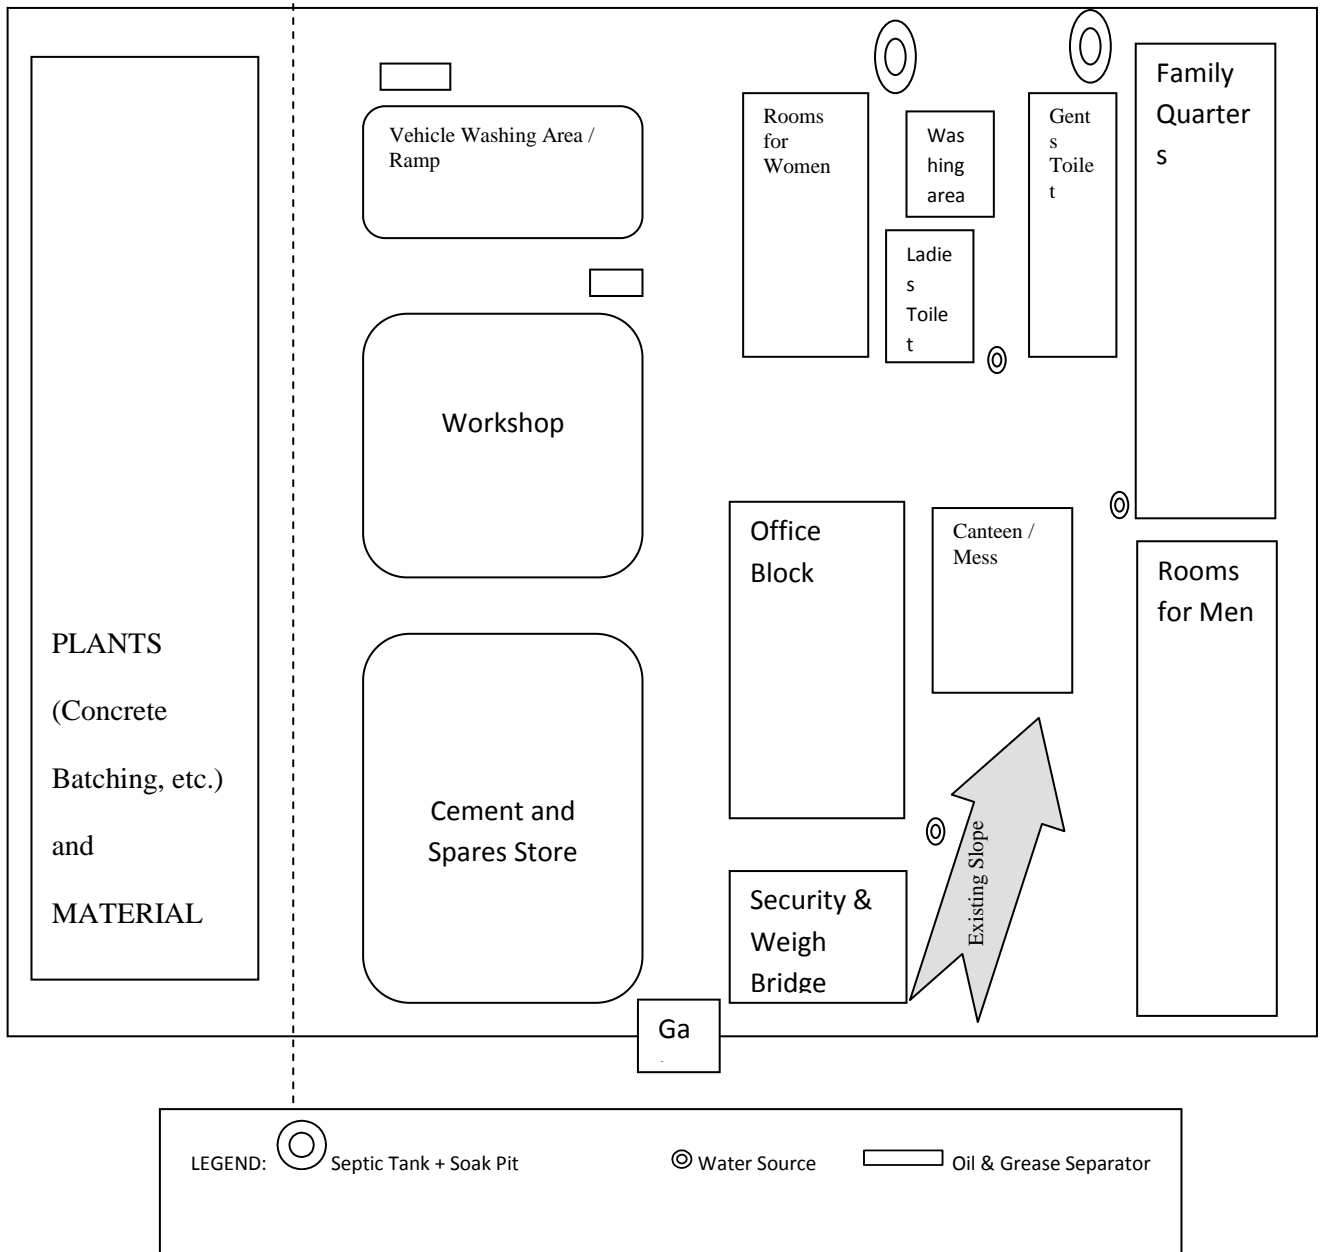 Vehicle Washing Area /
Ramp
Rooms
for
Women
Was
hing
area
Gent
s
Toile
t
Family
Quarter
s
Ladie
s
Toile
t
Workshop
Office
Block
Canteen /
Mess
Rooms
for Men
PLANTS
(Concrete
Batching, etc.)
and
MATERIAL
Cement and
Spares Store
Existing Slope
Security &
Weigh
Bridge
Ga
LEGEND: Septic Tank + Soak Pit Water Source Oil & Grease Separator